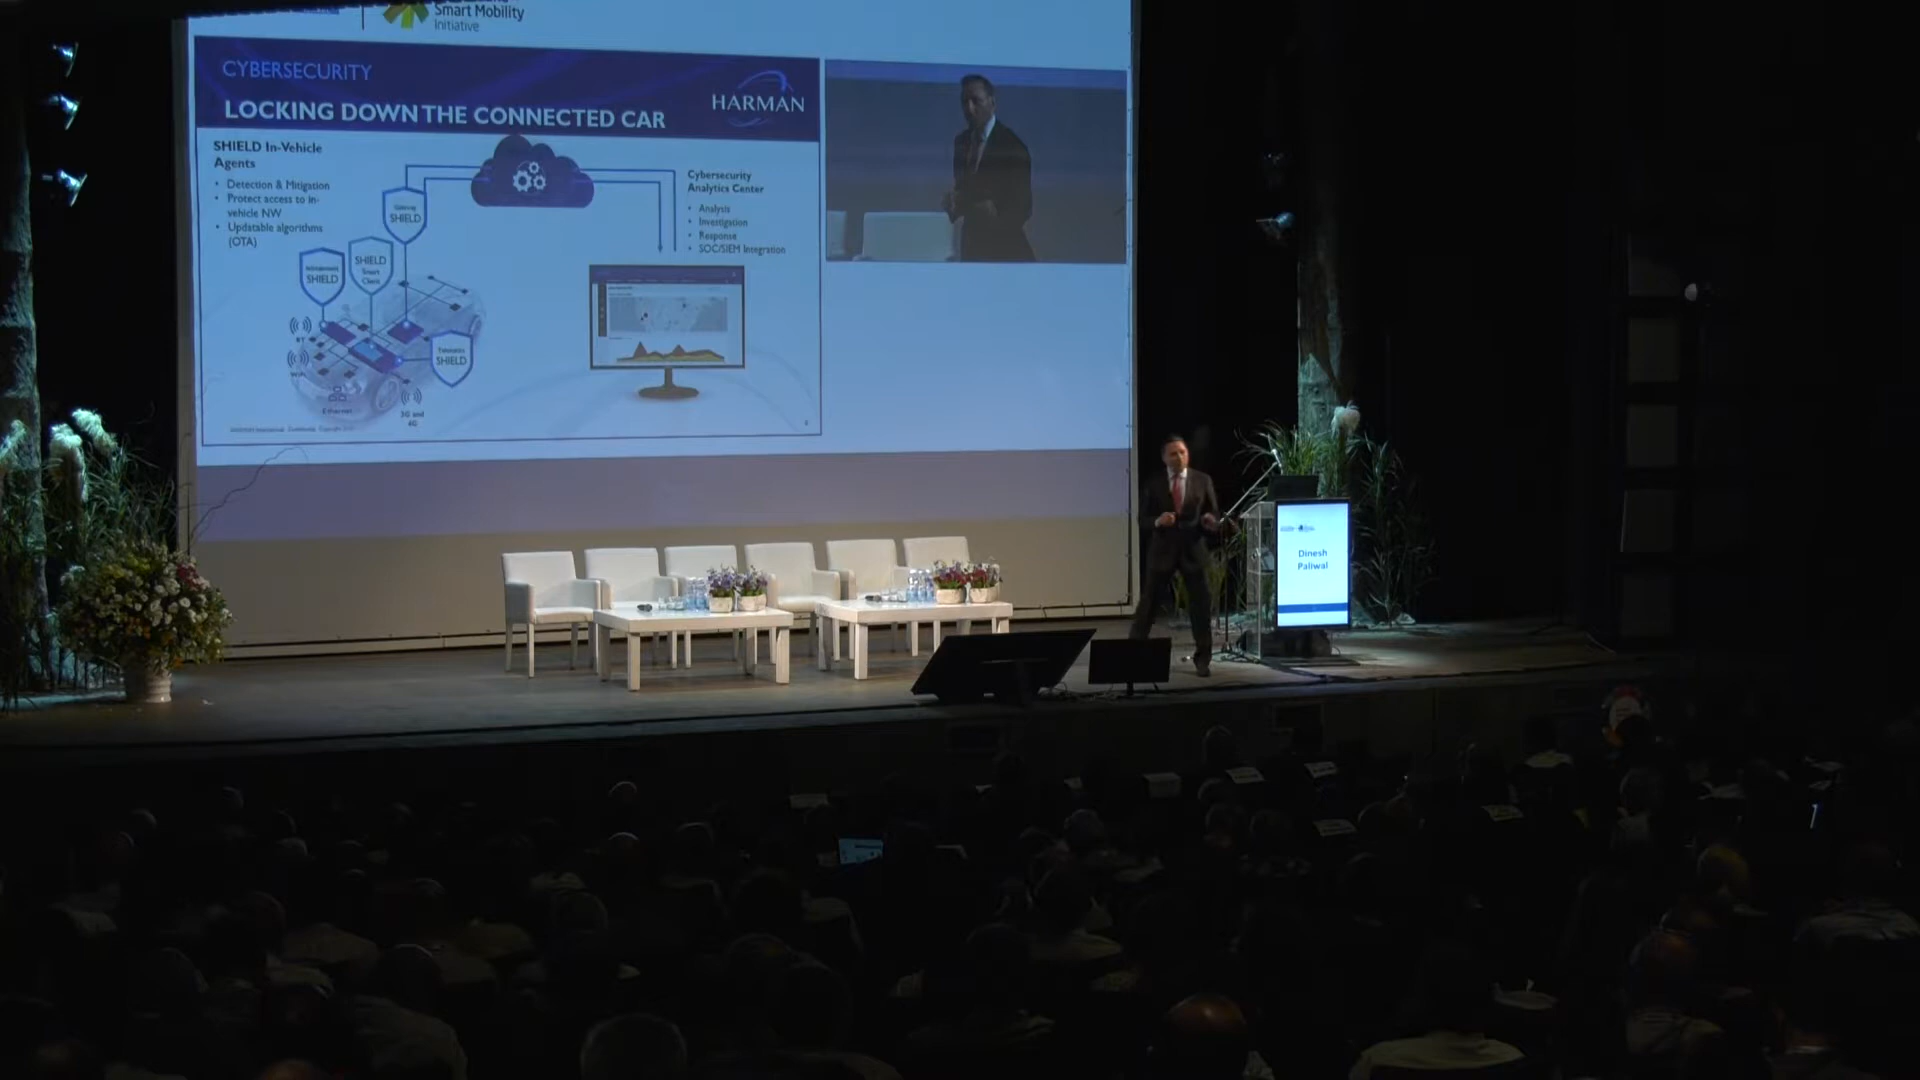 Smart Mobility
Initiative
CYBERSECURITY
LOCKING DOWN THE CONNECTED CAR
HARMAN
SHIELD In-Vehicle
Agents
• Detection & Mitigation
• Protect access to in-
vehicle NW
• Updatable algorithms
(OTA)
SHIELD
SHIELD
Smart
Client
SHIELD
SHIELD
Ethernet
3G and
4G
Cybersecurity
Analytics Center
• Analysis
• Investigation
• Response
• SOC/SIEM Integration
Dinesh
Paliwal